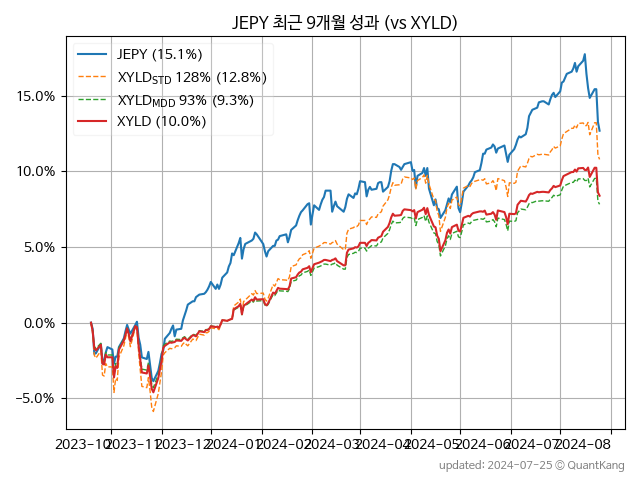 JEPY 최근 9개월 성과 (vs XYLD)
JEPY (15.1%)
XYLD_STD 128% (12.8%)
XYLD_MDD 93% (9.3%)
XYLD (10.0%)
15.0%
10.0%
5.0%
0.0%
−5.0%
2023-10 2023-11 2023-12 2024-01 2024-02 2024-03 2024-04 2024-05 2024-06 2024-07 2024-08
updated: 2024-07-25 © QuantKang